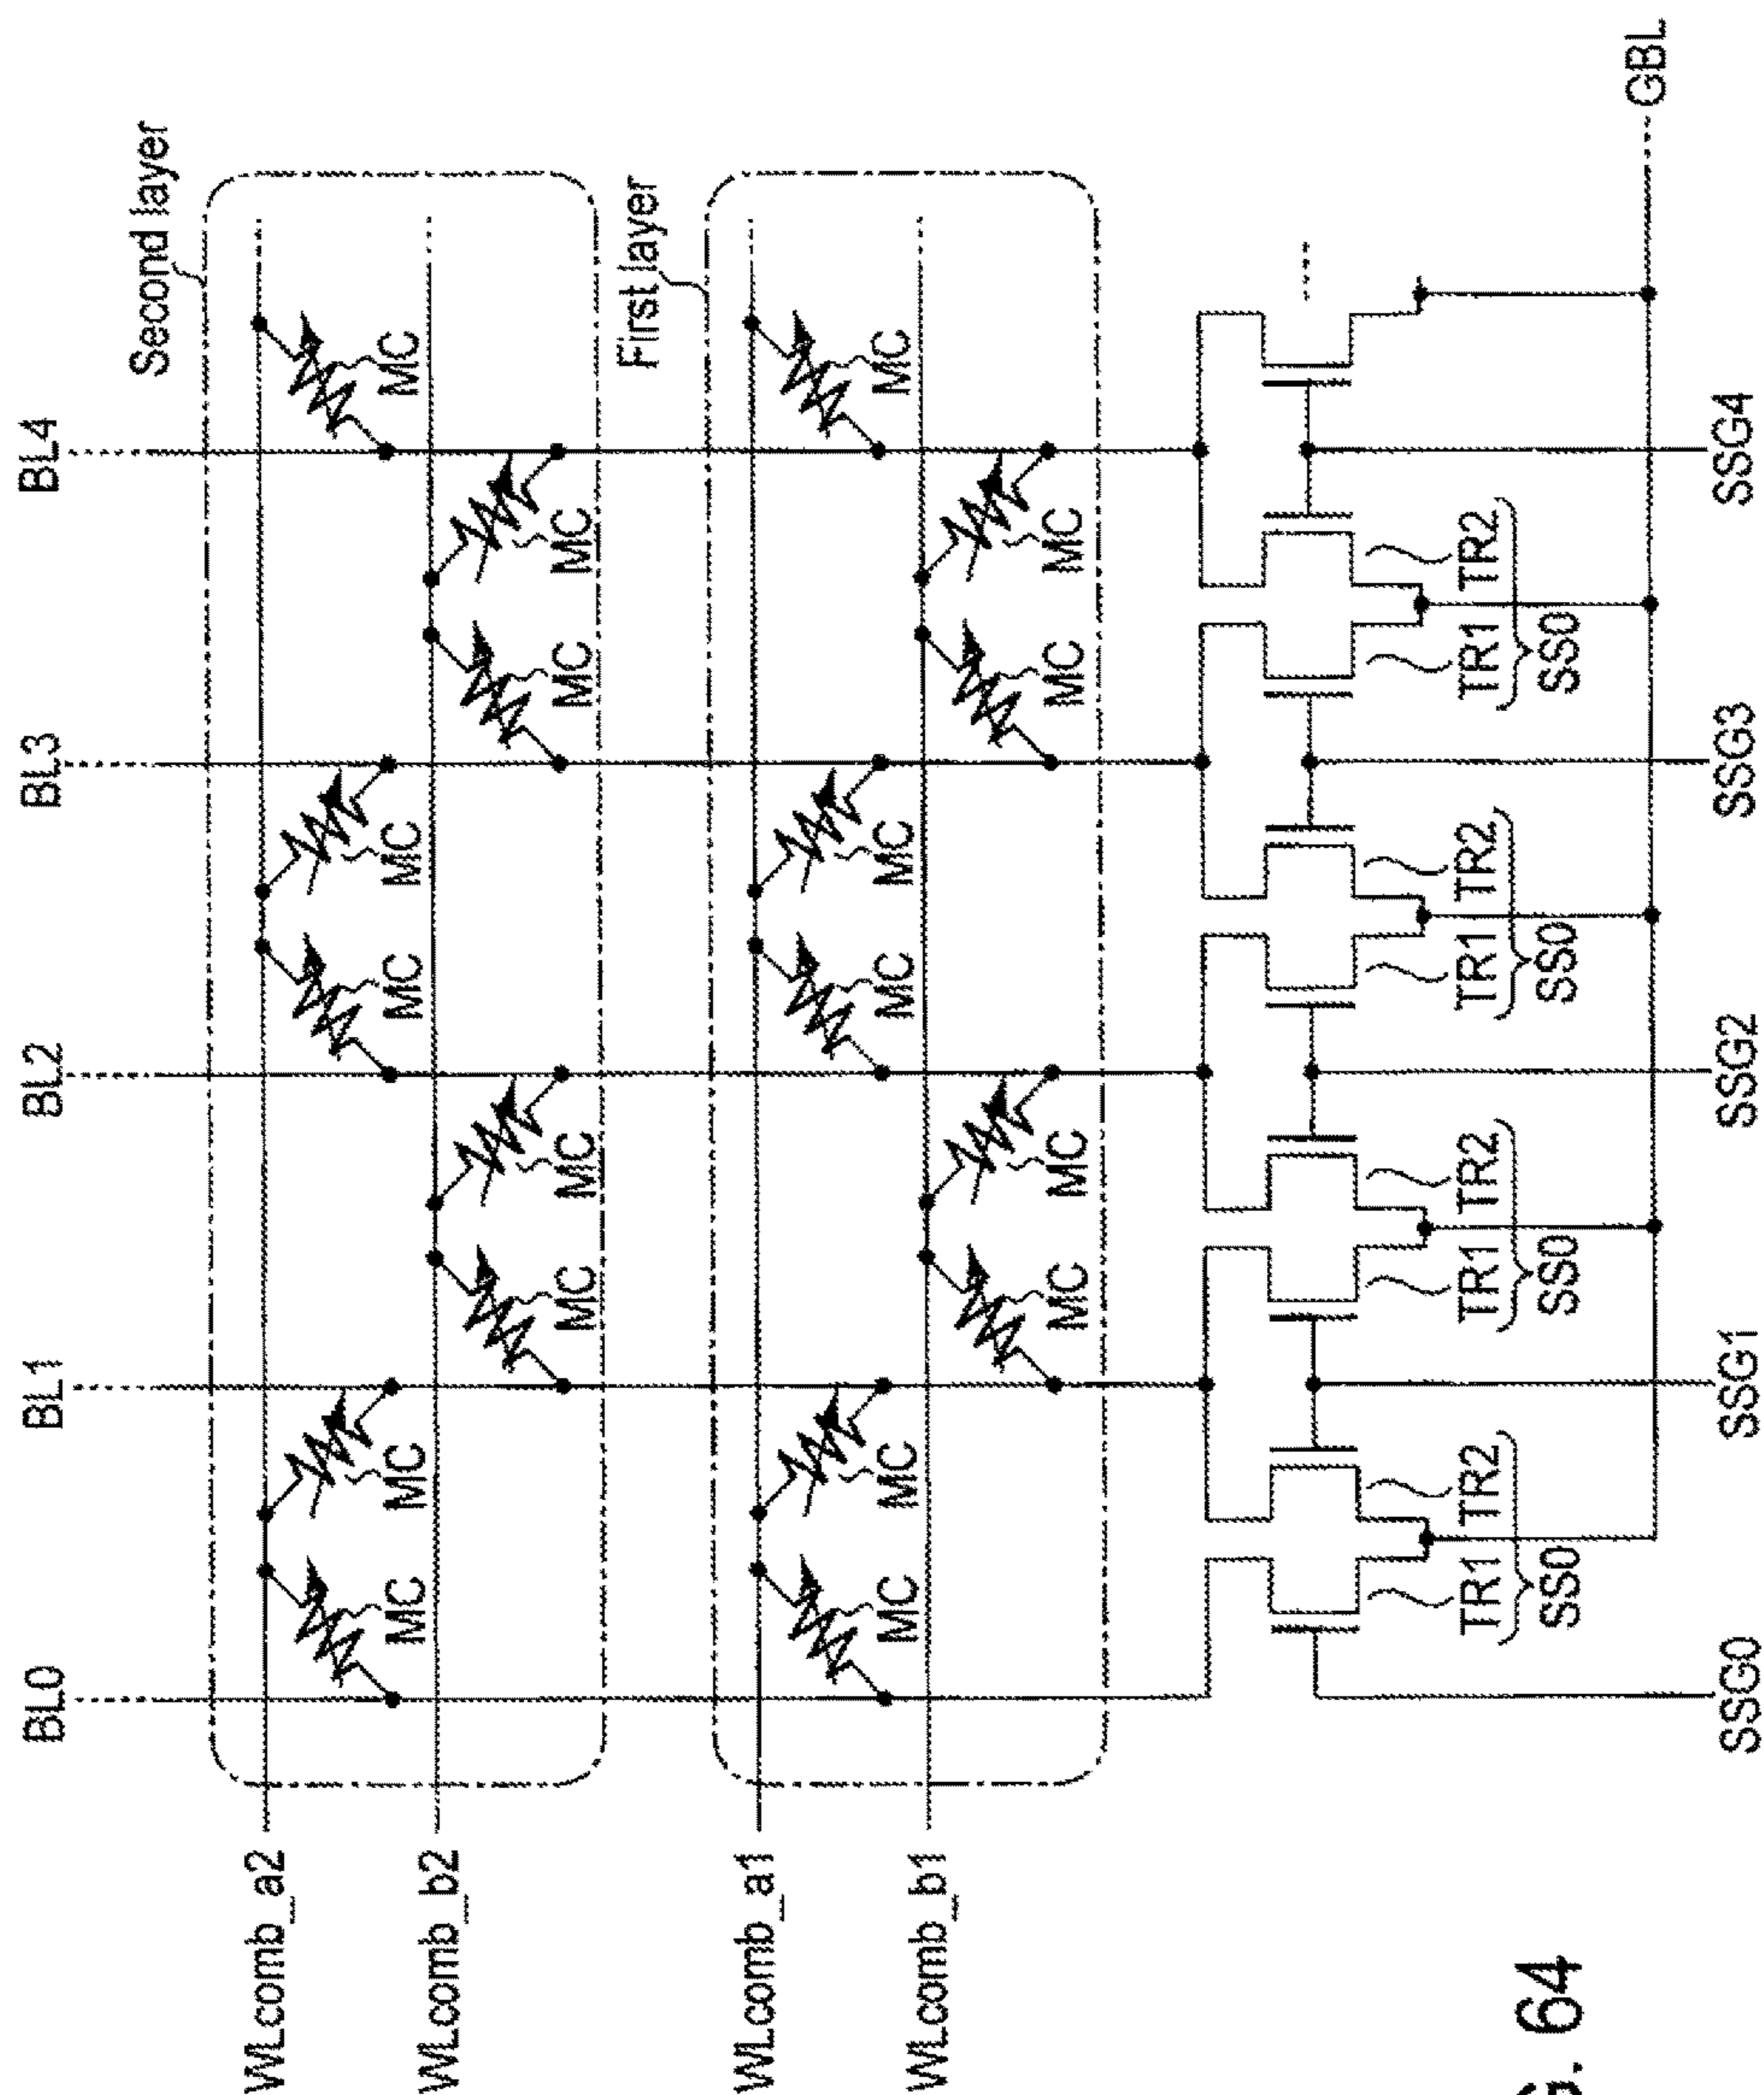 BL0 BL1 BL2 BL3 BL4
Second layer
WLcomb_a2
MC MC MC MC MC
WLcomb_b2
MC MC MC MC
First layer
WLcomb_a1
MC MC MC MC MC
WLcomb_b1
MC MC MC MC
TR1 TR2 TR1 TR2 TR1 TR2 TR1 TR2
SS0 SS0 SS0 SS0
GBL
SSG0 SSG1 SSG2 SSG3 SSG4
G. 64